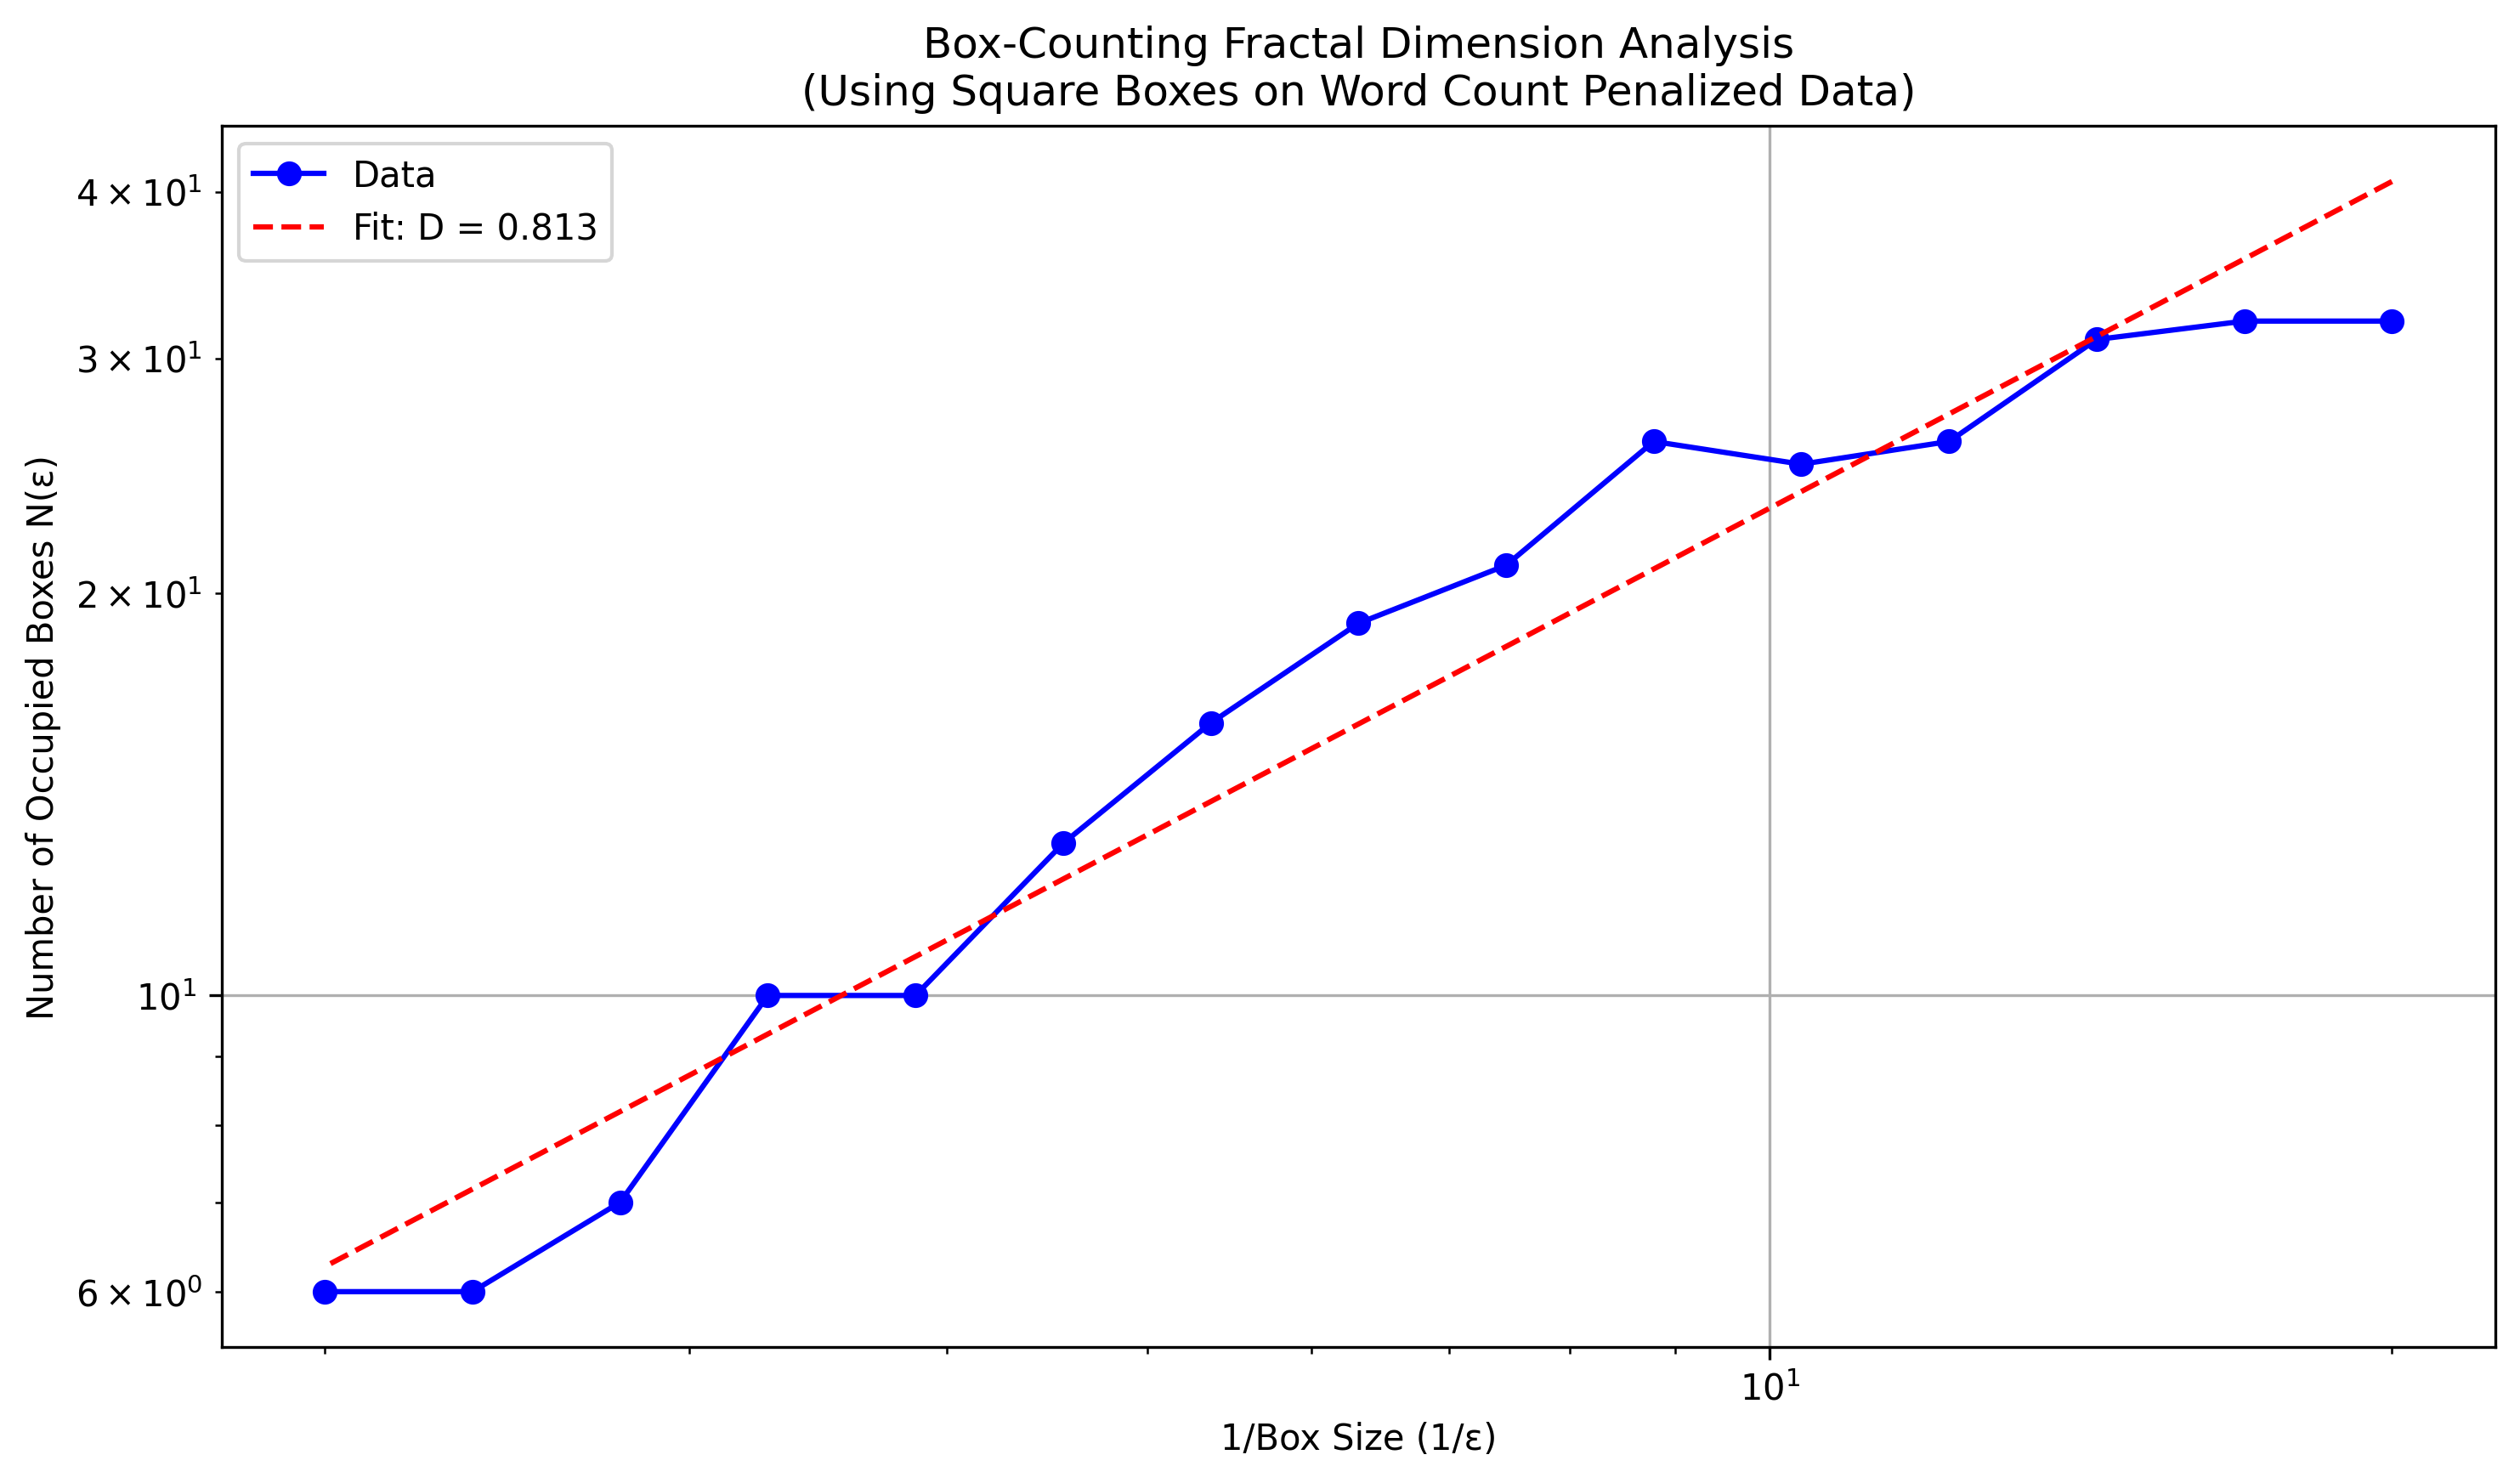 Box-Counting Fractal Dimension Analysis
(Using Square Boxes on Word Count Penalized Data)
Data
Fit: D = 0.813
4 × 10¹
3 × 10¹
2 × 10¹
10¹
6 × 10⁰
Number of Occupied Boxes N(ε)
10¹
1/Box Size (1/ε)